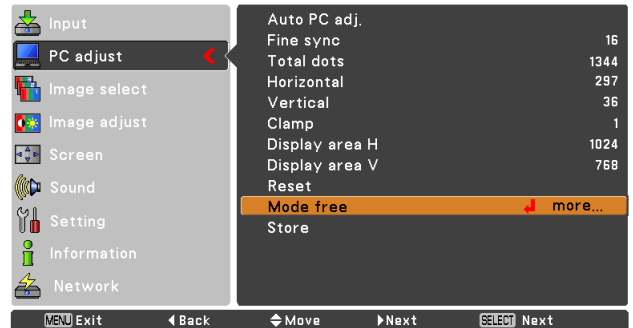 Input
PC adjust
Image select
Image adjust
Screen
Sound
Setting
Information
Network
Auto PC adj.
Fine sync 16
Total dots 1344
Horizontal 297
Vertical 36
Clamp 1
Display area H 1024
Display area V 768
Reset
Mode free more...
Store
MENU Exit Back Move Next SELECT Next